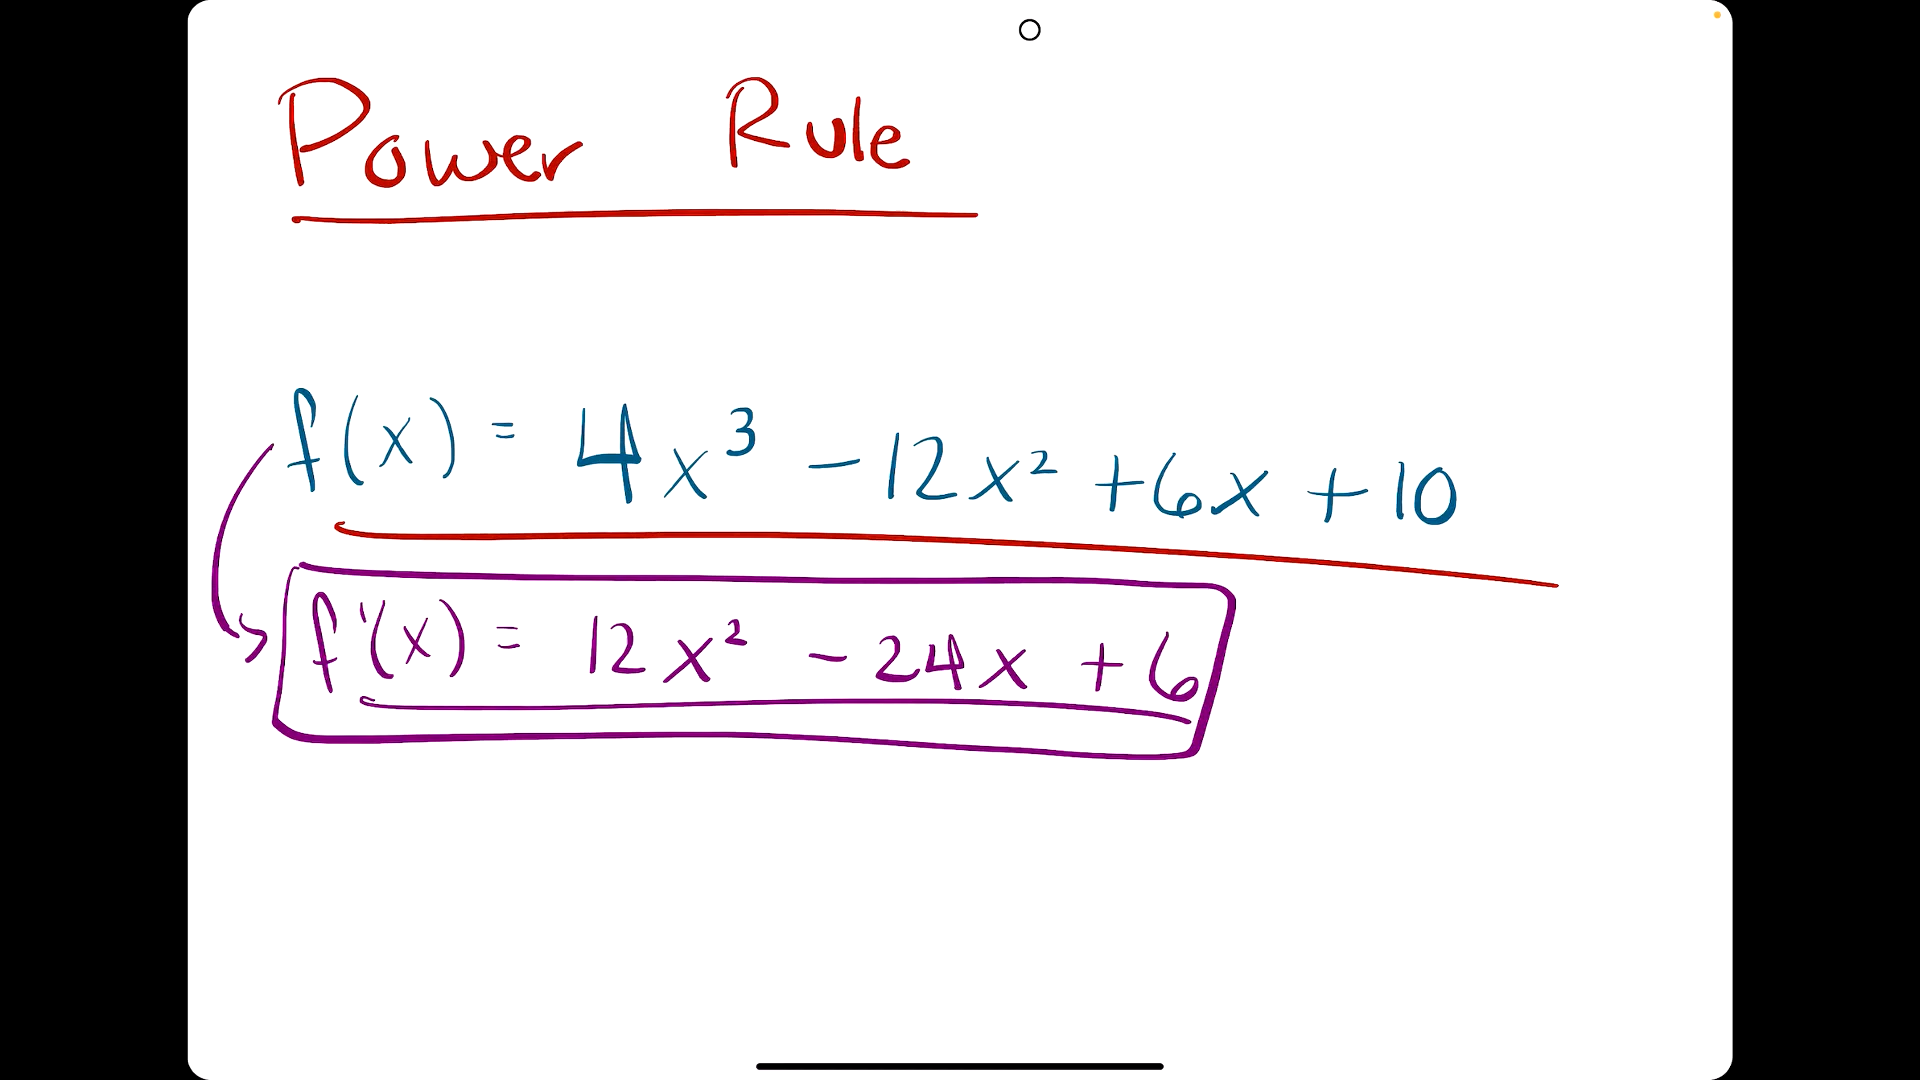 Power Rule
f(x) = 4x³ - 12x² + 6x + 10
f'(x) = 12x² - 24x + 6